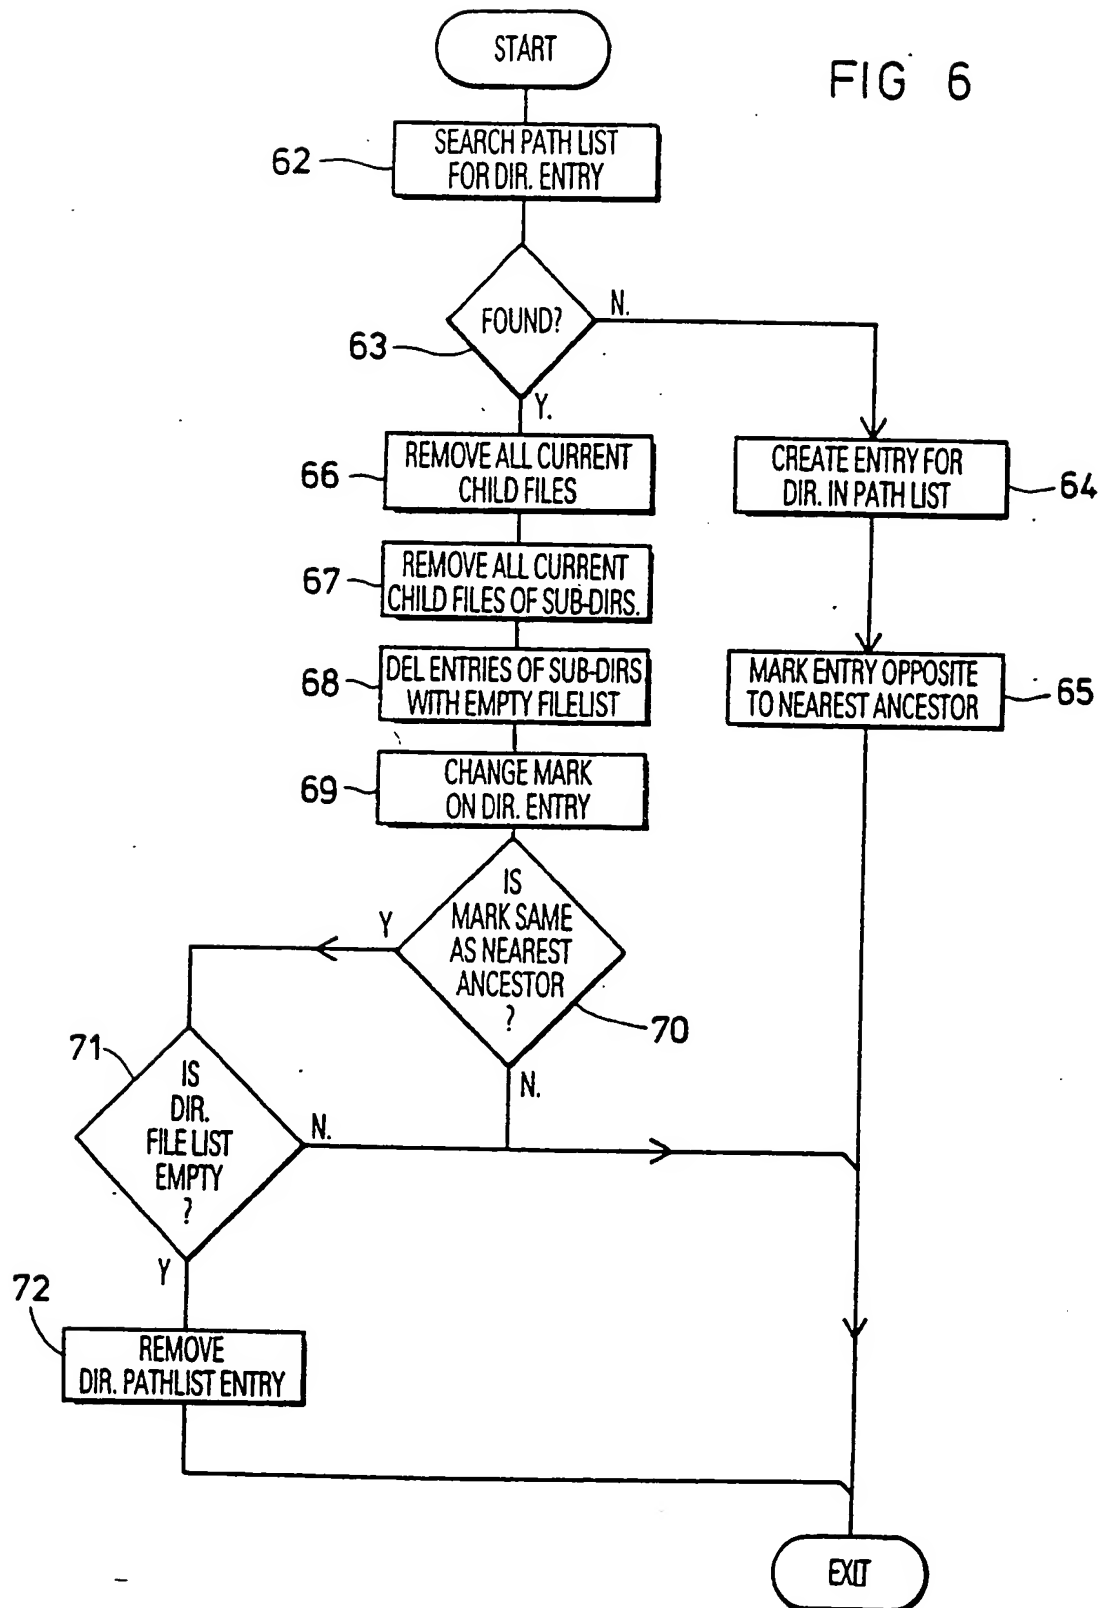 START
FIG 6
62
SEARCH PATH LIST
FOR DIR. ENTRY
FOUND?
N.
63
Y.
66
REMOVE ALL CURRENT
CHILD FILES
CREATE ENTRY FOR
DIR. IN PATH LIST
64
67
REMOVE ALL CURRENT
CHILD FILES OF SUB-DIRS.
68
DEL ENTRIES OF SUB-DIRS
WITH EMPTY FILELIST
MARK ENTRY OPPOSITE
TO NEAREST ANCESTOR
65
69
CHANGE MARK
ON DIR. ENTRY
IS
MARK SAME
AS NEAREST
ANCESTOR
?
Y
70
N.
71
IS
DIR.
FILE LIST
EMPTY
?
N.
Y
72
REMOVE
DIR. PATHLIST ENTRY
EXIT